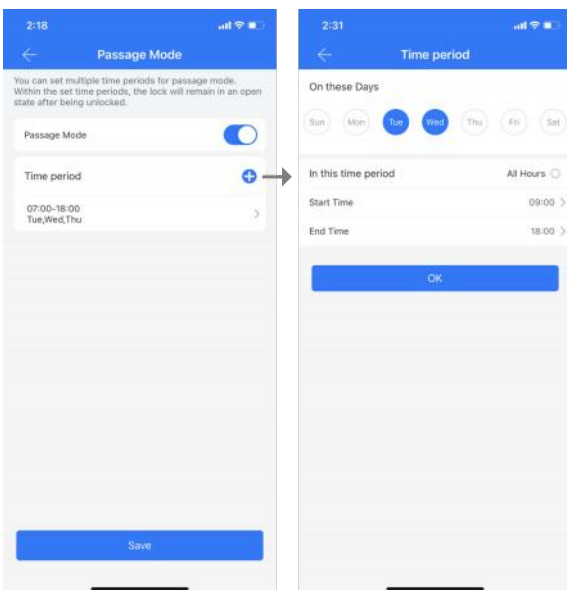 2:18
Passage Mode
You can set multiple time periods for passage mode.
Within the set time periods, the lock will remain in an open
state after being unlocked.
Passage Mode
Time period
07:00-18:00
Tue,Wed,Thu
Save
2:31
Time period
On these Days
Sun Mon Tue Wed Thu Fri Sat
In this time period All Hours
Start Time 09:00
End Time 18:00
OK